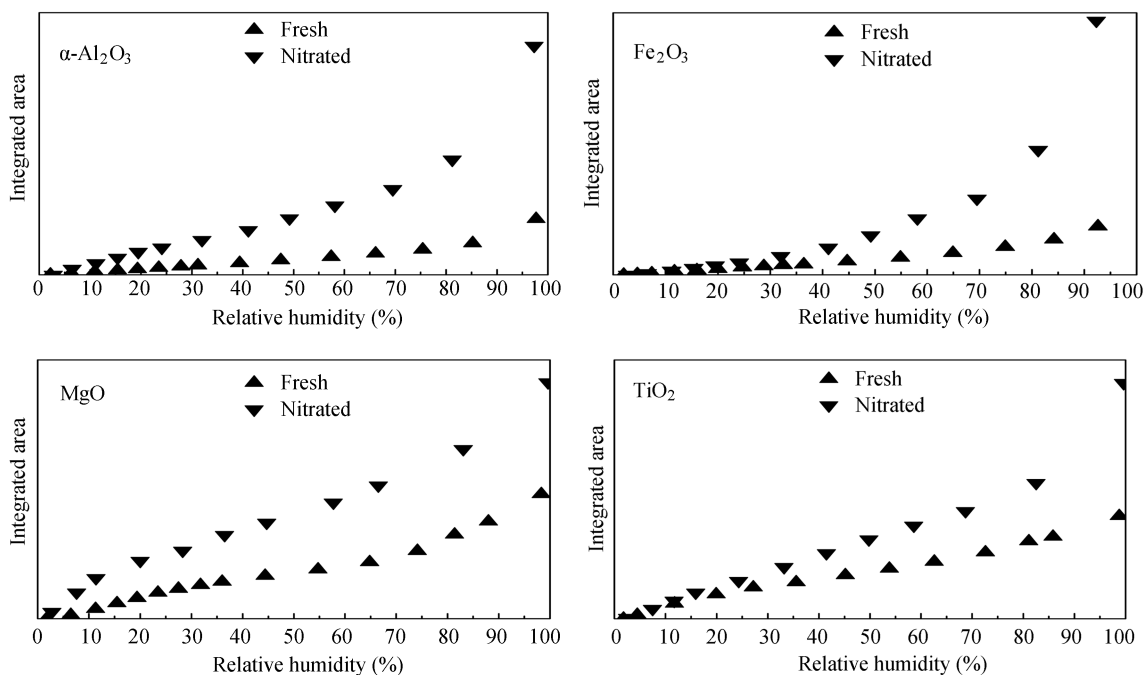 α-Al₂O₃
Fresh
Nitrated
Integrated area
0 10 20 30 40 50 60 70 80 90 100
Relative humidity (%)
Fe₂O₃
Fresh
Nitrated
Integrated area
0 10 20 30 40 50 60 70 80 90 100
Relative humidity (%)
MgO
Fresh
Nitrated
Integrated area
0 10 20 30 40 50 60 70 80 90 100
Relative humidity (%)
TiO₂
Fresh
Nitrated
Integrated area
0 10 20 30 40 50 60 70 80 90 100
Relative humidity (%)